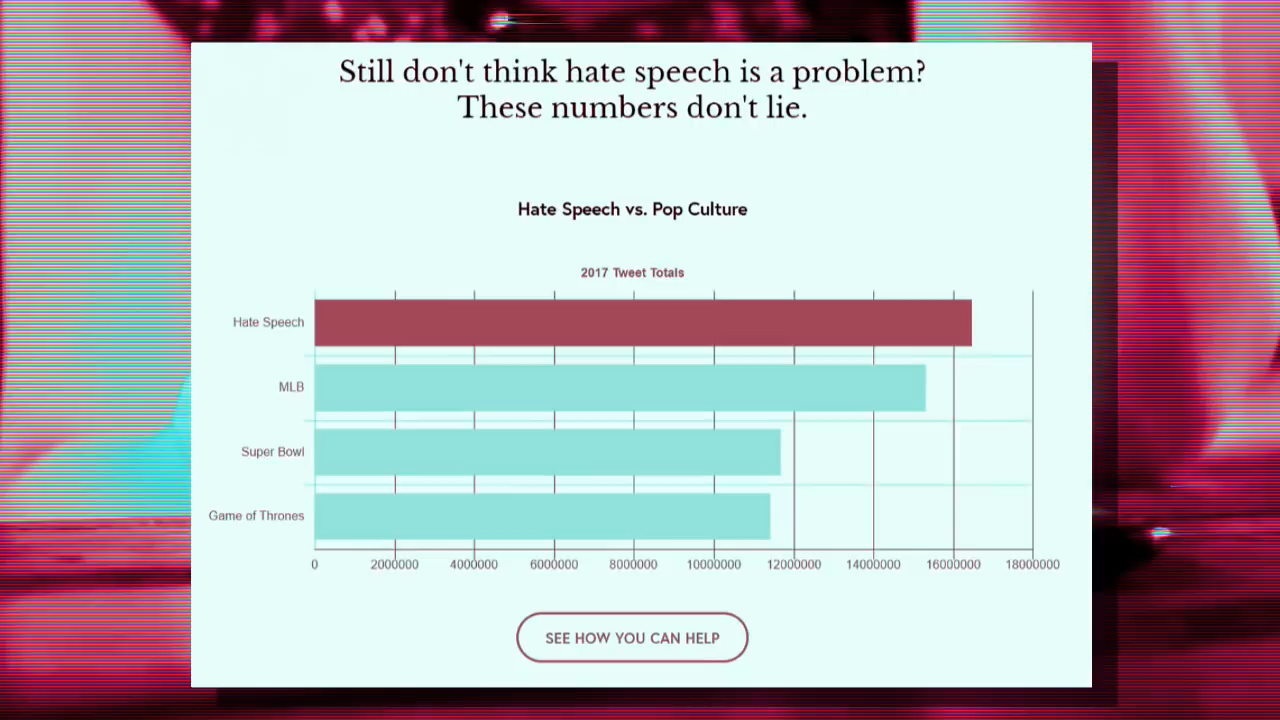 Still don't think hate speech is a problem?
These numbers don't lie.
Hate Speech vs. Pop Culture
2017 Tweet Totals
Hate Speech
MLB
Super Bowl
Game of Thrones
0 2000000 4000000 6000000 8000000 10000000 12000000 14000000 16000000 18000000
SEE HOW YOU CAN HELP